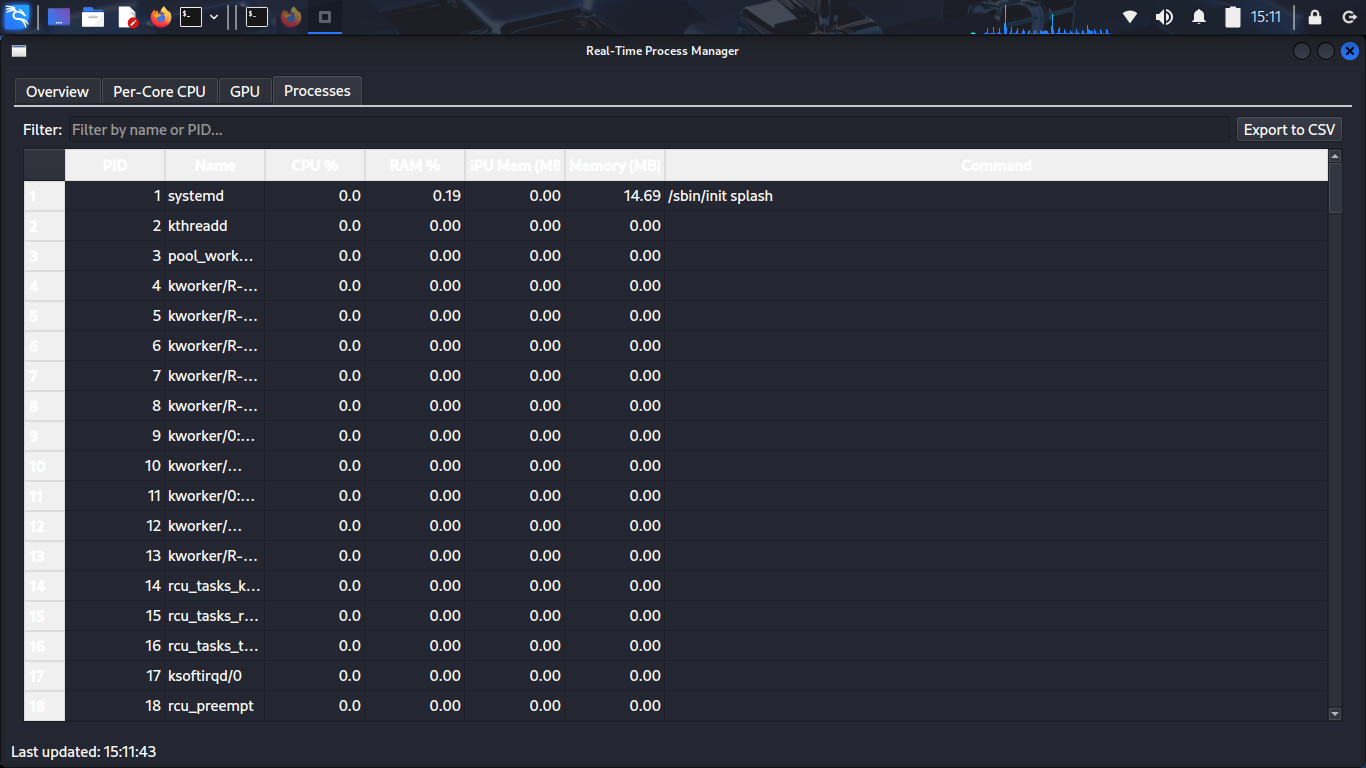 15:11
Real-Time Process Manager
Overview Per-Core CPU GPU Processes
Filter: Filter by name or PID... Export to CSV
PID Name CPU % RAM % GPU Mem (MB Memory (MB) Command
1 1 systemd 0.0 0.19 0.00 14.69 /sbin/init splash
2 2 kthreadd 0.0 0.00 0.00 0.00
3 3 pool_work... 0.0 0.00 0.00 0.00
4 4 kworker/R-... 0.0 0.00 0.00 0.00
5 5 kworker/R-... 0.0 0.00 0.00 0.00
6 6 kworker/R-... 0.0 0.00 0.00 0.00
7 7 kworker/R-... 0.0 0.00 0.00 0.00
8 8 kworker/R-... 0.0 0.00 0.00 0.00
9 9 kworker/0:... 0.0 0.00 0.00 0.00
10 10 kworker/... 0.0 0.00 0.00 0.00
11 11 kworker/0:... 0.0 0.00 0.00 0.00
12 12 kworker/... 0.0 0.00 0.00 0.00
13 13 kworker/R-... 0.0 0.00 0.00 0.00
14 14 rcu_tasks_k... 0.0 0.00 0.00 0.00
15 15 rcu_tasks_r... 0.0 0.00 0.00 0.00
16 16 rcu_tasks_t... 0.0 0.00 0.00 0.00
17 17 ksoftirqd/0 0.0 0.00 0.00 0.00
18 18 rcu_preempt 0.0 0.00 0.00 0.00
Last updated: 15:11:43